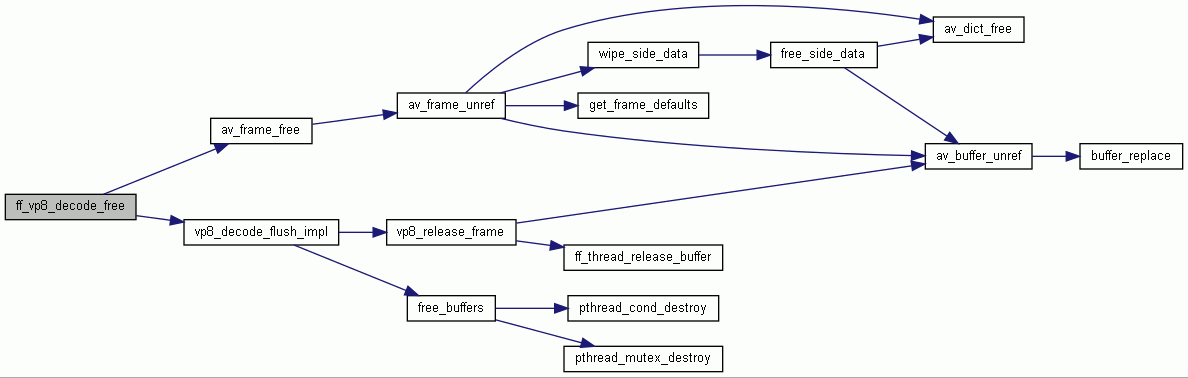 av_dict_free
wipe_side_data
free_side_data
av_frame_unref
get_frame_defaults
av_frame_free
av_buffer_unref
buffer_replace
ff_vp8_decode_free
vp8_decode_flush_impl
vp8_release_frame
ff_thread_release_buffer
free_buffers
pthread_cond_destroy
pthread_mutex_destroy